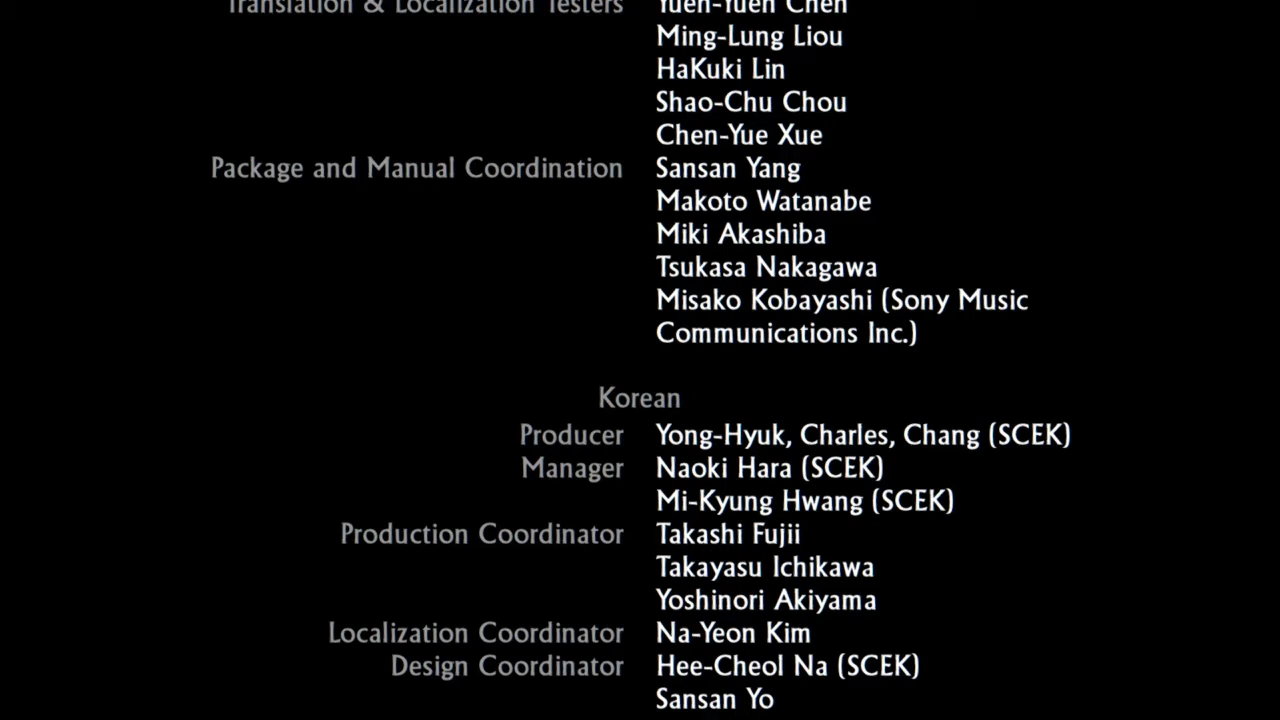 Translation & Localization Testers Yuen-Yuen Chen
Ming-Lung Liou
HaKuki Lin
Shao-Chu Chou
Chen-Yue Xue
Package and Manual Coordination Sansan Yang
Makoto Watanabe
Miki Akashiba
Tsukasa Nakagawa
Misako Kobayashi (Sony Music
Communications Inc.)
Korean
Producer Yong-Hyuk, Charles, Chang (SCEK)
Manager Naoki Hara (SCEK)
Mi-Kyung Hwang (SCEK)
Production Coordinator Takashi Fujii
Takayasu Ichikawa
Yoshinori Akiyama
Localization Coordinator Na-Yeon Kim
Design Coordinator Hee-Cheol Na (SCEK)
Sansan Yo